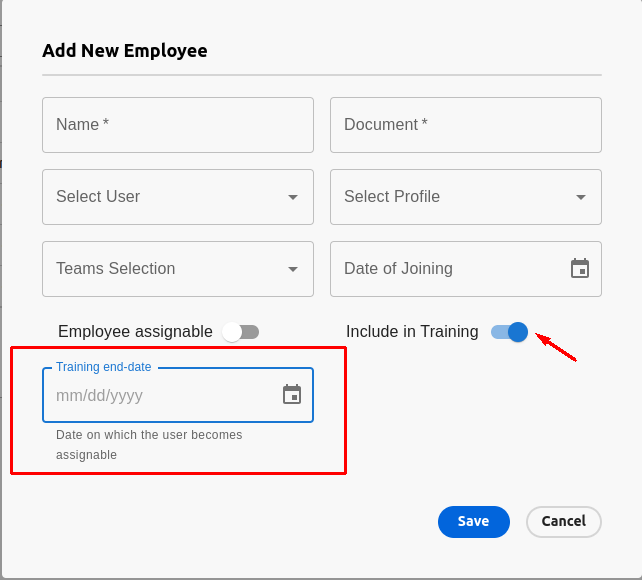 Add New Employee
Name *
Document *
Select User
Select Profile
Teams Selection
Date of Joining
Employee assignable
Include in Training
Training end-date
mm/dd/yyyy
Date on which the user becomes
assignable
Save
Cancel